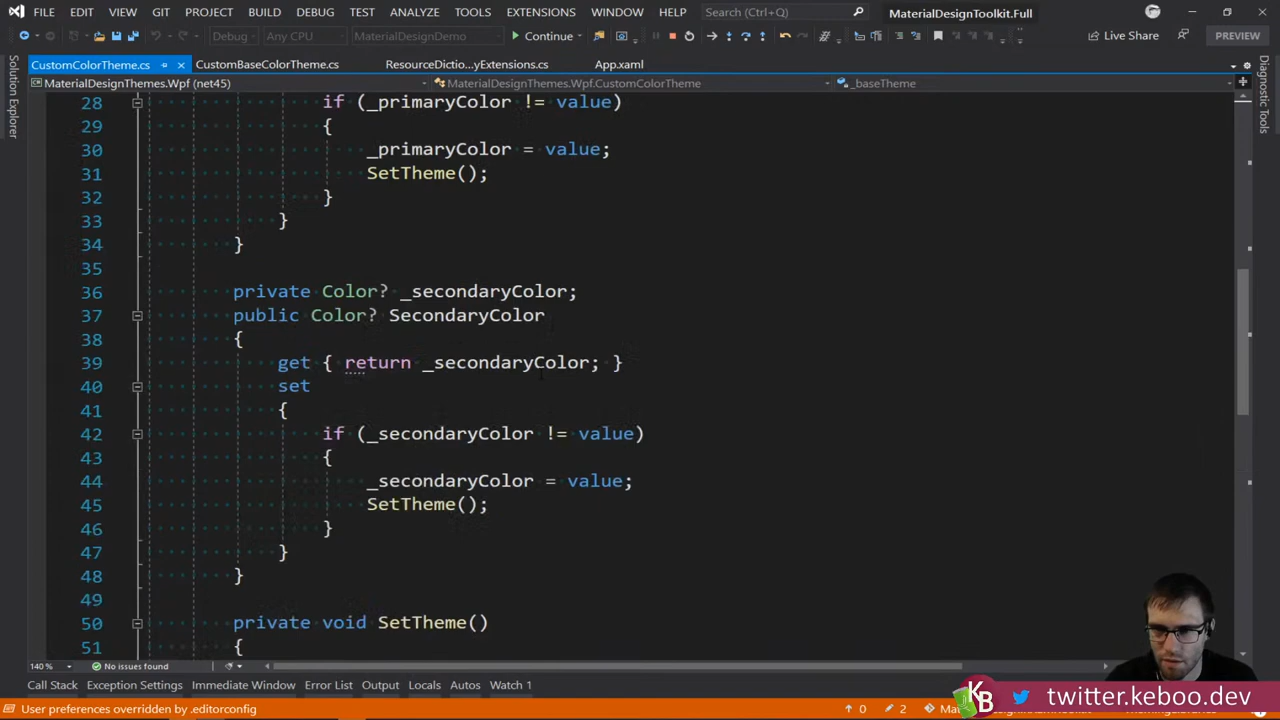 FILE EDIT VIEW GIT PROJECT BUILD DEBUG TEST ANALYZE TOOLS EXTENSIONS WINDOW HELP Search (Ctrl+Q) MaterialDesignToolkit.Full
Debug Any CPU MaterialDesignDemo Continue Live Share PREVIEW
CustomColorTheme.cs CustomBaseColorTheme.cs ResourceDictio...yExtensions.cs App.xaml
MaterialDesignThemes.Wpf (net45) MaterialDesignThemes.Wpf.CustomColorTheme _baseTheme
Solution Explorer
Diagnostic Tools
28 if (_primaryColor != value)
29 {
30 _primaryColor = value;
31 SetTheme();
32 }
33 }
34 }
35
36 private Color? _secondaryColor;
37 public Color? SecondaryColor
38 {
39 get { return _secondaryColor; }
40 set
41 {
42 if (_secondaryColor != value)
43 {
44 _secondaryColor = value;
45 SetTheme();
46 }
47 }
48 }
49
50 private void SetTheme()
51 {
140 % No issues found
Call Stack Exception Settings Immediate Window Error List Output Locals Autos Watch 1
User preferences overridden by .editorconfig 0 2
KB twitter.keboo.dev